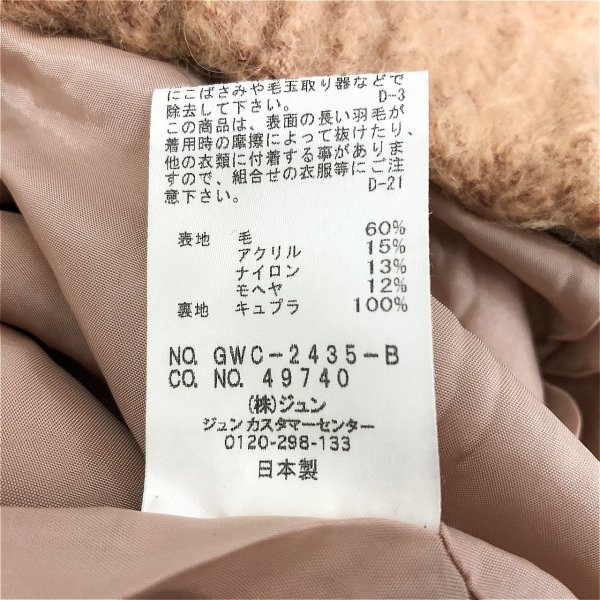 にこばさみや毛玉取り器などで
除去して下さい。
D-3
この商品は、表面の長い羽毛が
着用時の摩擦によって抜けたり、
他の衣類に付着する事がありま
すので、組合せの衣服等にご注
意下さい。
D-21
表地 毛 60%
アクリル 15%
ナイロン 13%
モヘヤ 12%
裏地 キュプラ 100%
NO. GWC-2435-B
CO. NO. 49740
(株)ジュン
ジュンカスタマーセンター
0120-298-133
日本製